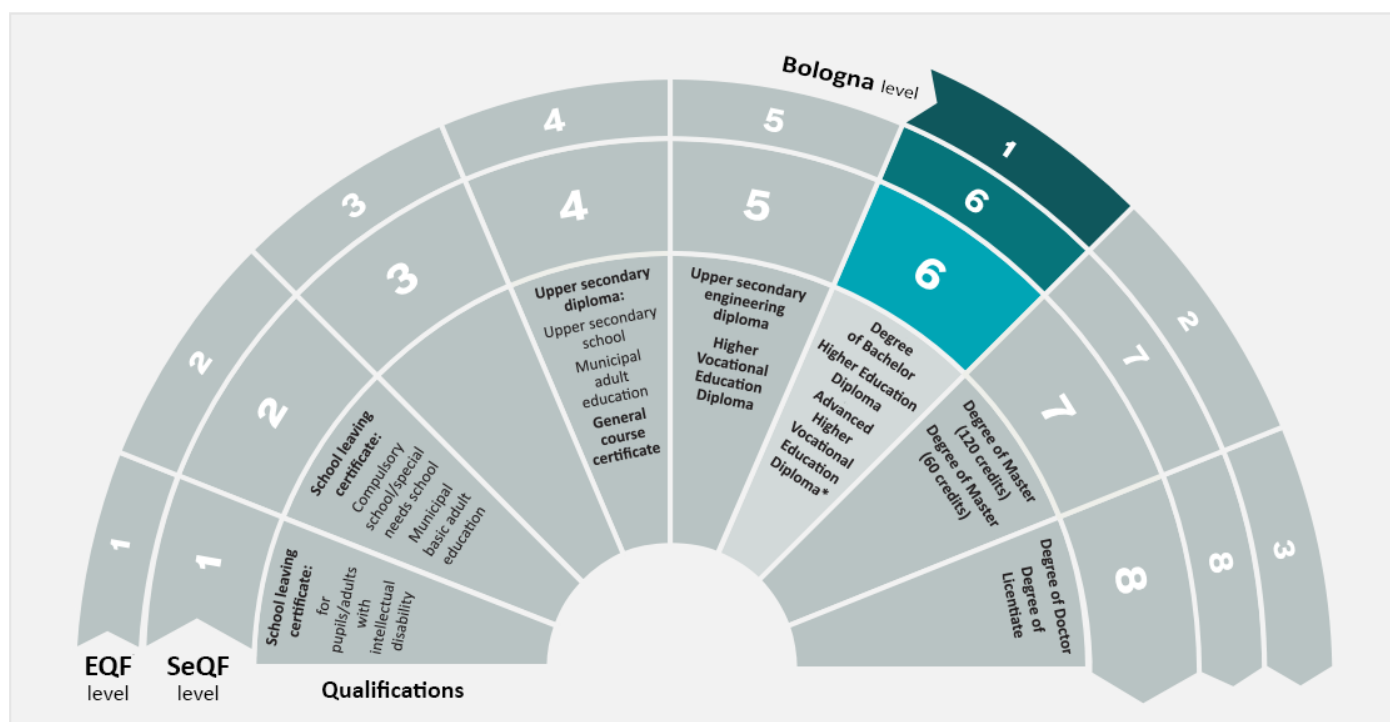 Bologna level
1
2
3
1
2
3
4
5
6
7
8
1
2
3
4
5
6
7
8
EQF
level
SeQF
level
Qualifications
School leaving
certificate:
for
pupils/adults
with
intellectual
disability
School leaving
certificate:
Compulsory
school/special
needs school
Municipal
basic adult
education
Upper secondary
diploma:
Upper secondary
school
Municipal
adult
education
General
course
certificate
Upper secondary
engineering
diploma
Higher
Vocational
Education
Diploma
Degree
of Bachelor
Higher Education
Diploma
Advanced
Higher
Vocational
Education
Diploma*
Degree of Master
(120 credits)
Degree of Master
(60 credits)
Degree of Doctor
Degree of
Licentiate